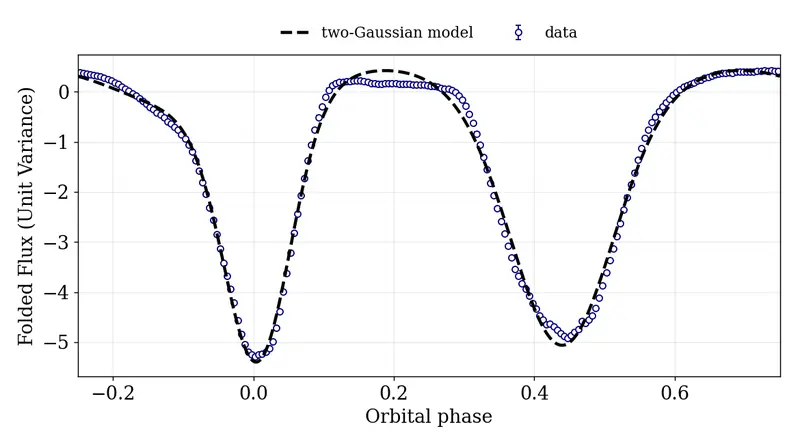 two-Gaussian model
data
Folded Flux (Unit Variance)
0
−1
−2
−3
−4
−5
−0.2
0.0
0.2
0.4
0.6
Orbital phase